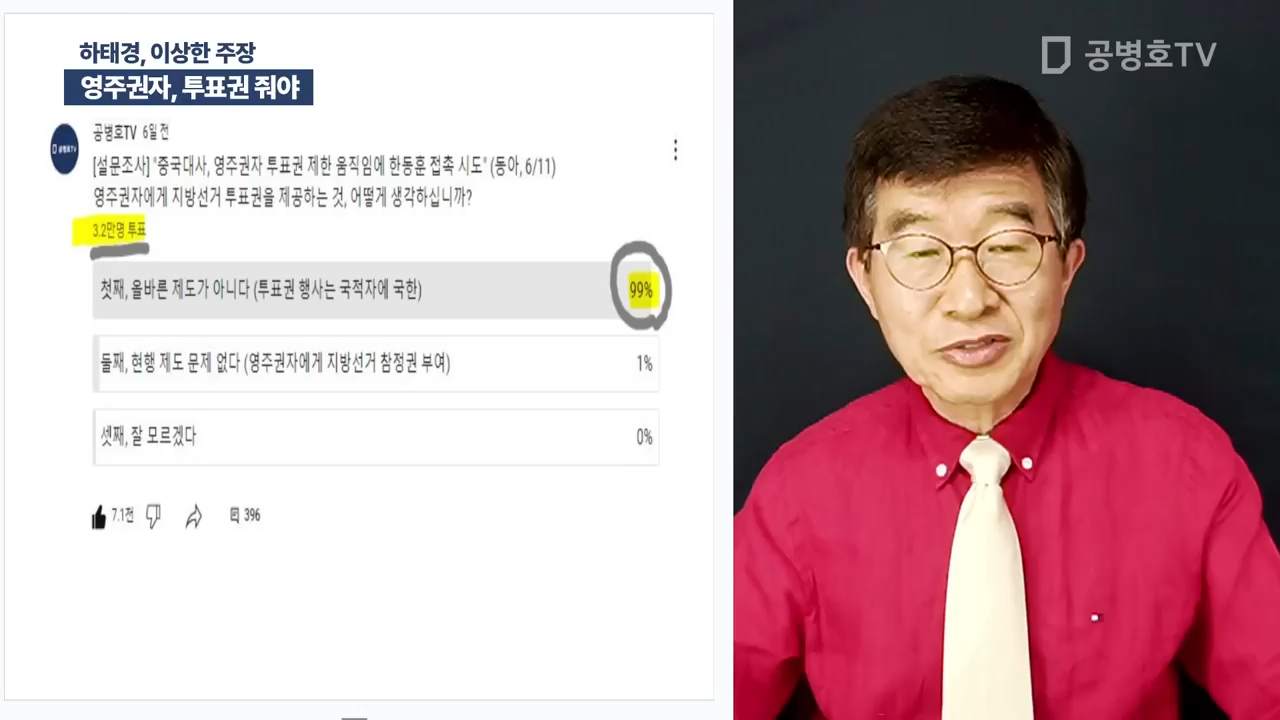 하태경, 이상한 주장
영주권자, 투표권 줘야
공병호TV
공병호TV 6일 전
[설문조사] "중국대사, 영주권자 투표권 제한 움직임에 한동훈 접촉 시도" (동아, 6/11)
영주권자에게 지방선거 투표권을 제공하는 것, 어떻게 생각하십니까?
3.2만명 투표
첫째, 올바른 제도가 아니다 (투표권 행사는 국적자에 국한) 99%
둘째, 현행 제도 문제 없다 (영주권자에게 지방선거 참정권 부여) 1%
셋째, 잘 모르겠다 0%
7.1천 396
공병호TV